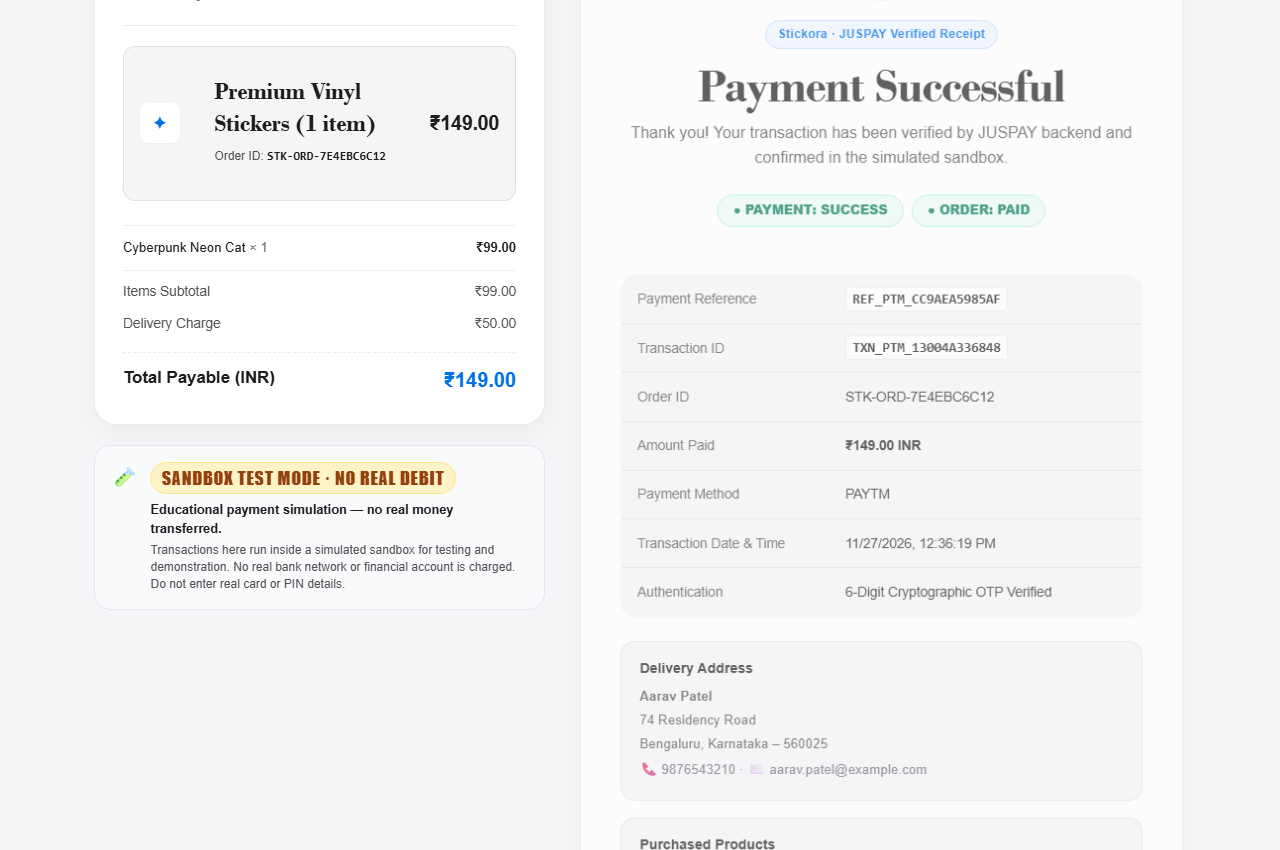 Premium Vinyl
Stickers (1 item)
₹149.00
Order ID: STK-ORD-7E4EBC6C12
Cyberpunk Neon Cat × 1 ₹99.00
Items Subtotal ₹99.00
Delivery Charge ₹50.00
Total Payable (INR) ₹149.00
SANDBOX TEST MODE · NO REAL DEBIT
Educational payment simulation — no real money
transferred.
Transactions here run inside a simulated sandbox for testing and
demonstration. No real bank network or financial account is charged.
Do not enter real card or PIN details.
Stickora · JUSPAY Verified Receipt
Payment Successful
Thank you! Your transaction has been verified by JUSPAY backend and
confirmed in the simulated sandbox.
● PAYMENT: SUCCESS ● ORDER: PAID
Payment Reference REF_PTM_CC9AEA5985AF
Transaction ID TXN_PTM_13004A336848
Order ID STK-ORD-7E4EBC6C12
Amount Paid ₹149.00 INR
Payment Method PAYTM
Transaction Date & Time 11/27/2026, 12:36:19 PM
Authentication 6-Digit Cryptographic OTP Verified
Delivery Address
Aarav Patel
74 Residency Road
Bengaluru, Karnataka – 560025
9876543210 · aarav.patel@example.com
Purchased Products